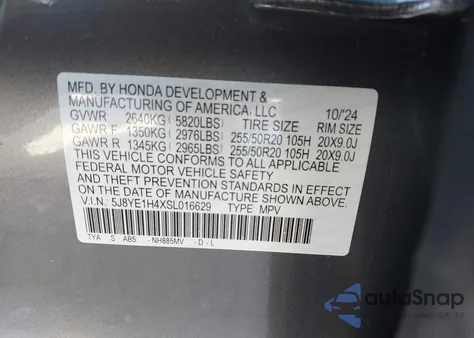 MFD. BY HONDA DEVELOPMENT &
MANUFACTURING OF AMERICA, LLC 10/'24
GVWR 2640KG ( 5820LBS) TIRE SIZE RIM SIZE
GAWR F 1350KG ( 2976LBS) 255/50R20 105H 20X9.0J
GAWR R 1345KG ( 2965LBS) 255/50R20 105H 20X9.0J
THIS VEHICLE CONFORMS TO ALL APPLICABLE
FEDERAL MOTOR VEHICLE SAFETY
STANDARDS IN EFFECT ON THE DATE OF
MANUFACTURE SHOWN ABOVE.
V.I.N.: 5J8YE1H4XSL016629 TYPE: MPV
TYA S AB5 - NH885MV - D - L
autoSnap